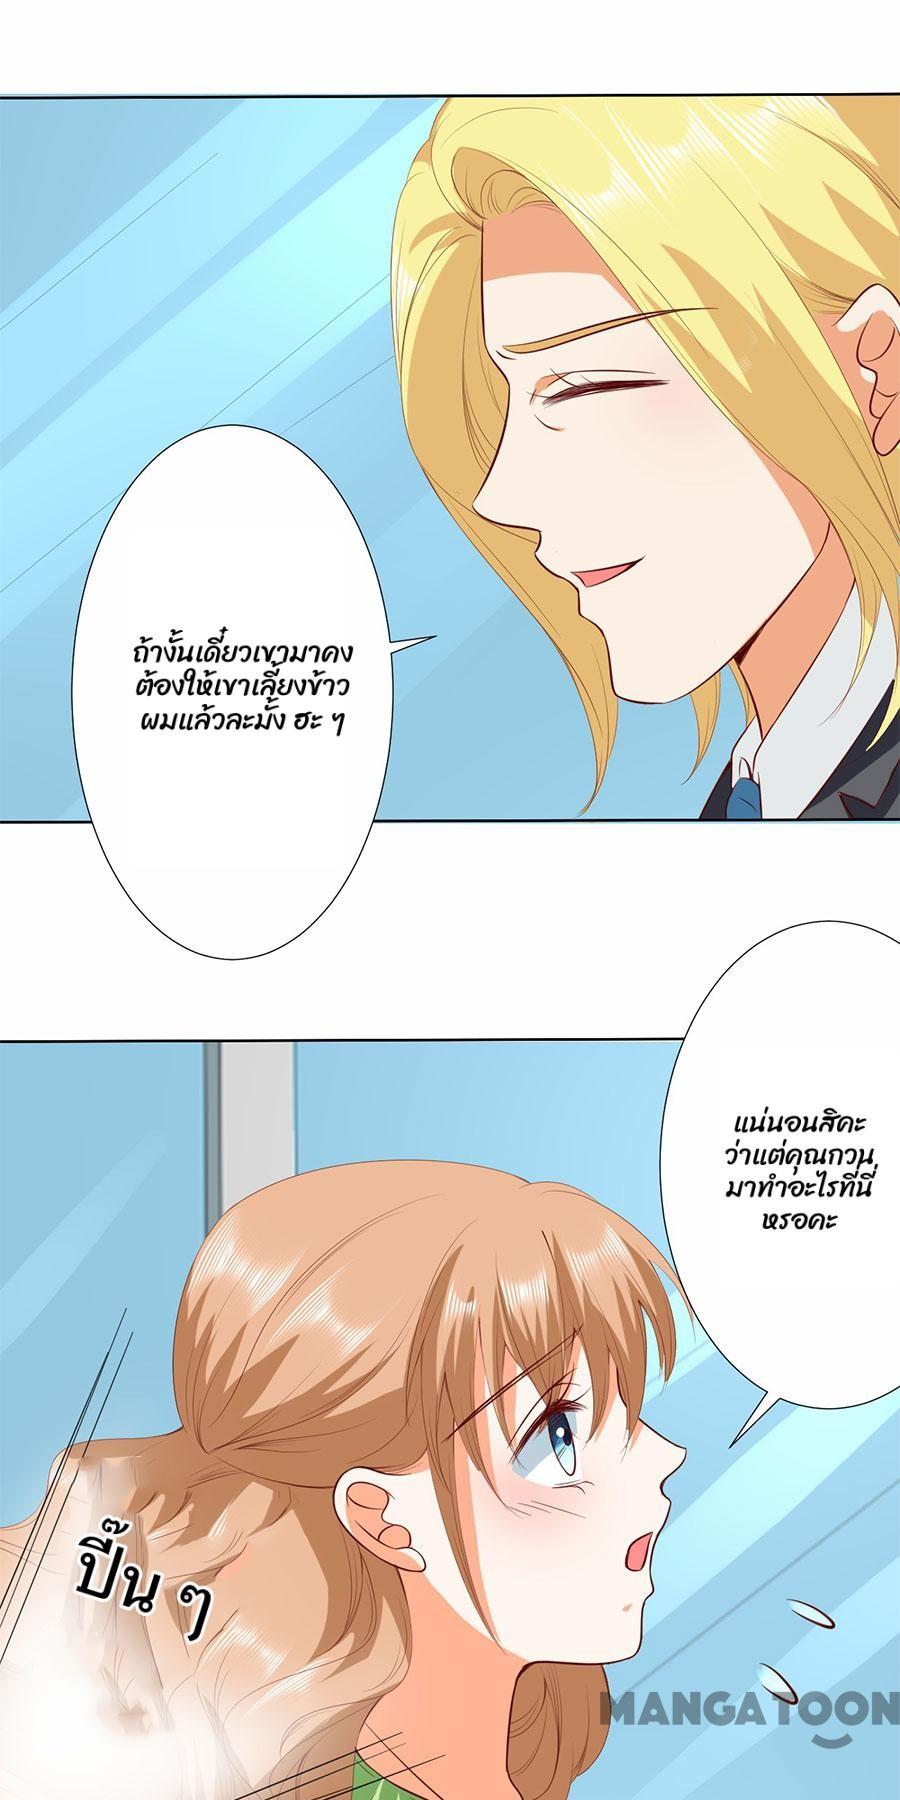 ถ้างั้นเดี๋ยวเขามาคง
ต้องให้เขาเลี้ยงข้าว
ผมแล้วละมั้ง ฮะ ๆ
แน่นอนสิคะ
ว่าแต่คุณกวน
มาทำอะไรที่นี่
หรอคะ
ปี๊น ๆ
MANGATOON